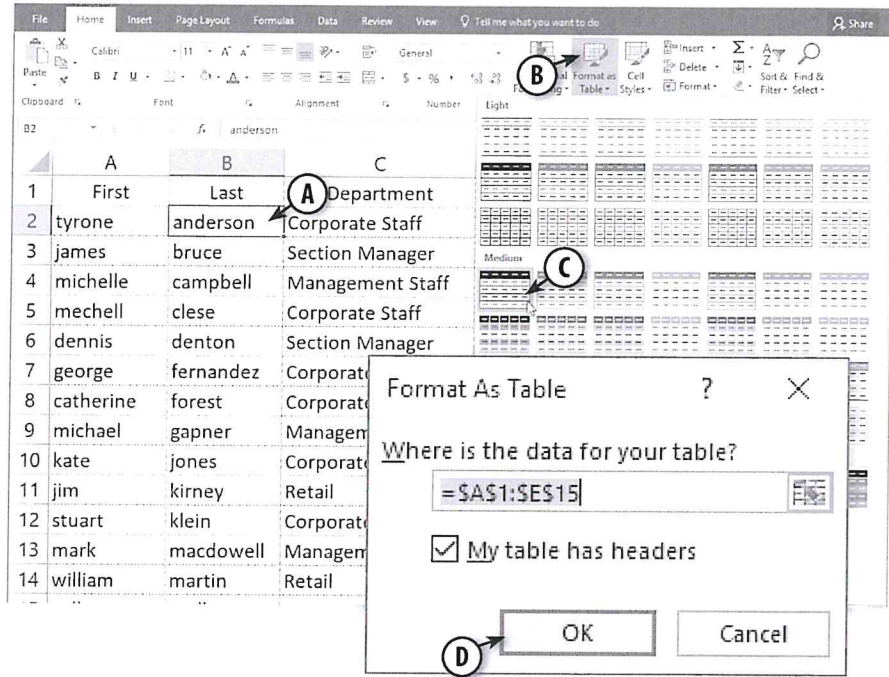 File Home Insert Page Layout Formulas Data Review View Tell me what you want to do Share
Calibri 11 A A General Insert Σ A Z
Paste B I U A $ % , Format as Table Cell Styles Delete Format Sort & Filter Find & Select
B
Clipboard Font Alignment Number Light
B2 fx anderson
A B C
1 First Last A Department
2 tyrone anderson Corporate Staff
3 james bruce Section Manager
Medium
C
4 michelle campbell Management Staff
5 mechell clese Corporate Staff
6 dennis denton Section Manager
7 george fernandez Corporate
8 catherine forest Corporate
9 michael gapner Managem
10 kate jones Corporate
11 jim kirney Retail
12 stuart klein Corporate
13 mark macdowell Managem
14 william martin Retail
Format As Table ? ×
Where is the data for your table?
=$A$1:$E$15
My table has headers
D
OK Cancel